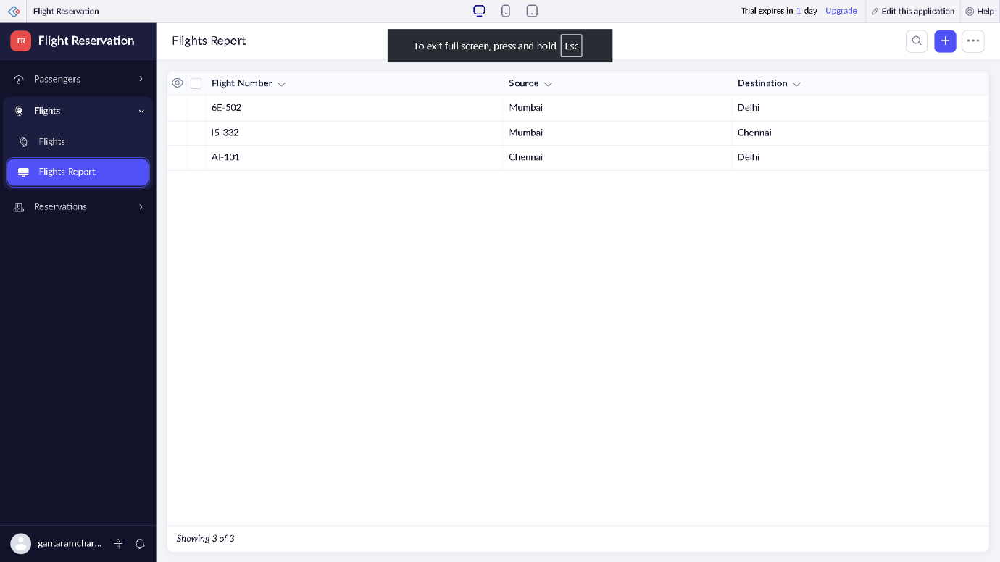 Flight Reservation
Trial expires in 1 day Upgrade
Edit this application
Help
FR Flight Reservation
Flights Report
To exit full screen, press and hold Esc
Passengers
Flights
Flights
Flights Report
Reservations
Flight Number Source Destination
6E-502 Mumbai Delhi
I5-332 Mumbai Chennai
AI-101 Chennai Delhi
Showing 3 of 3
gantaramchar...